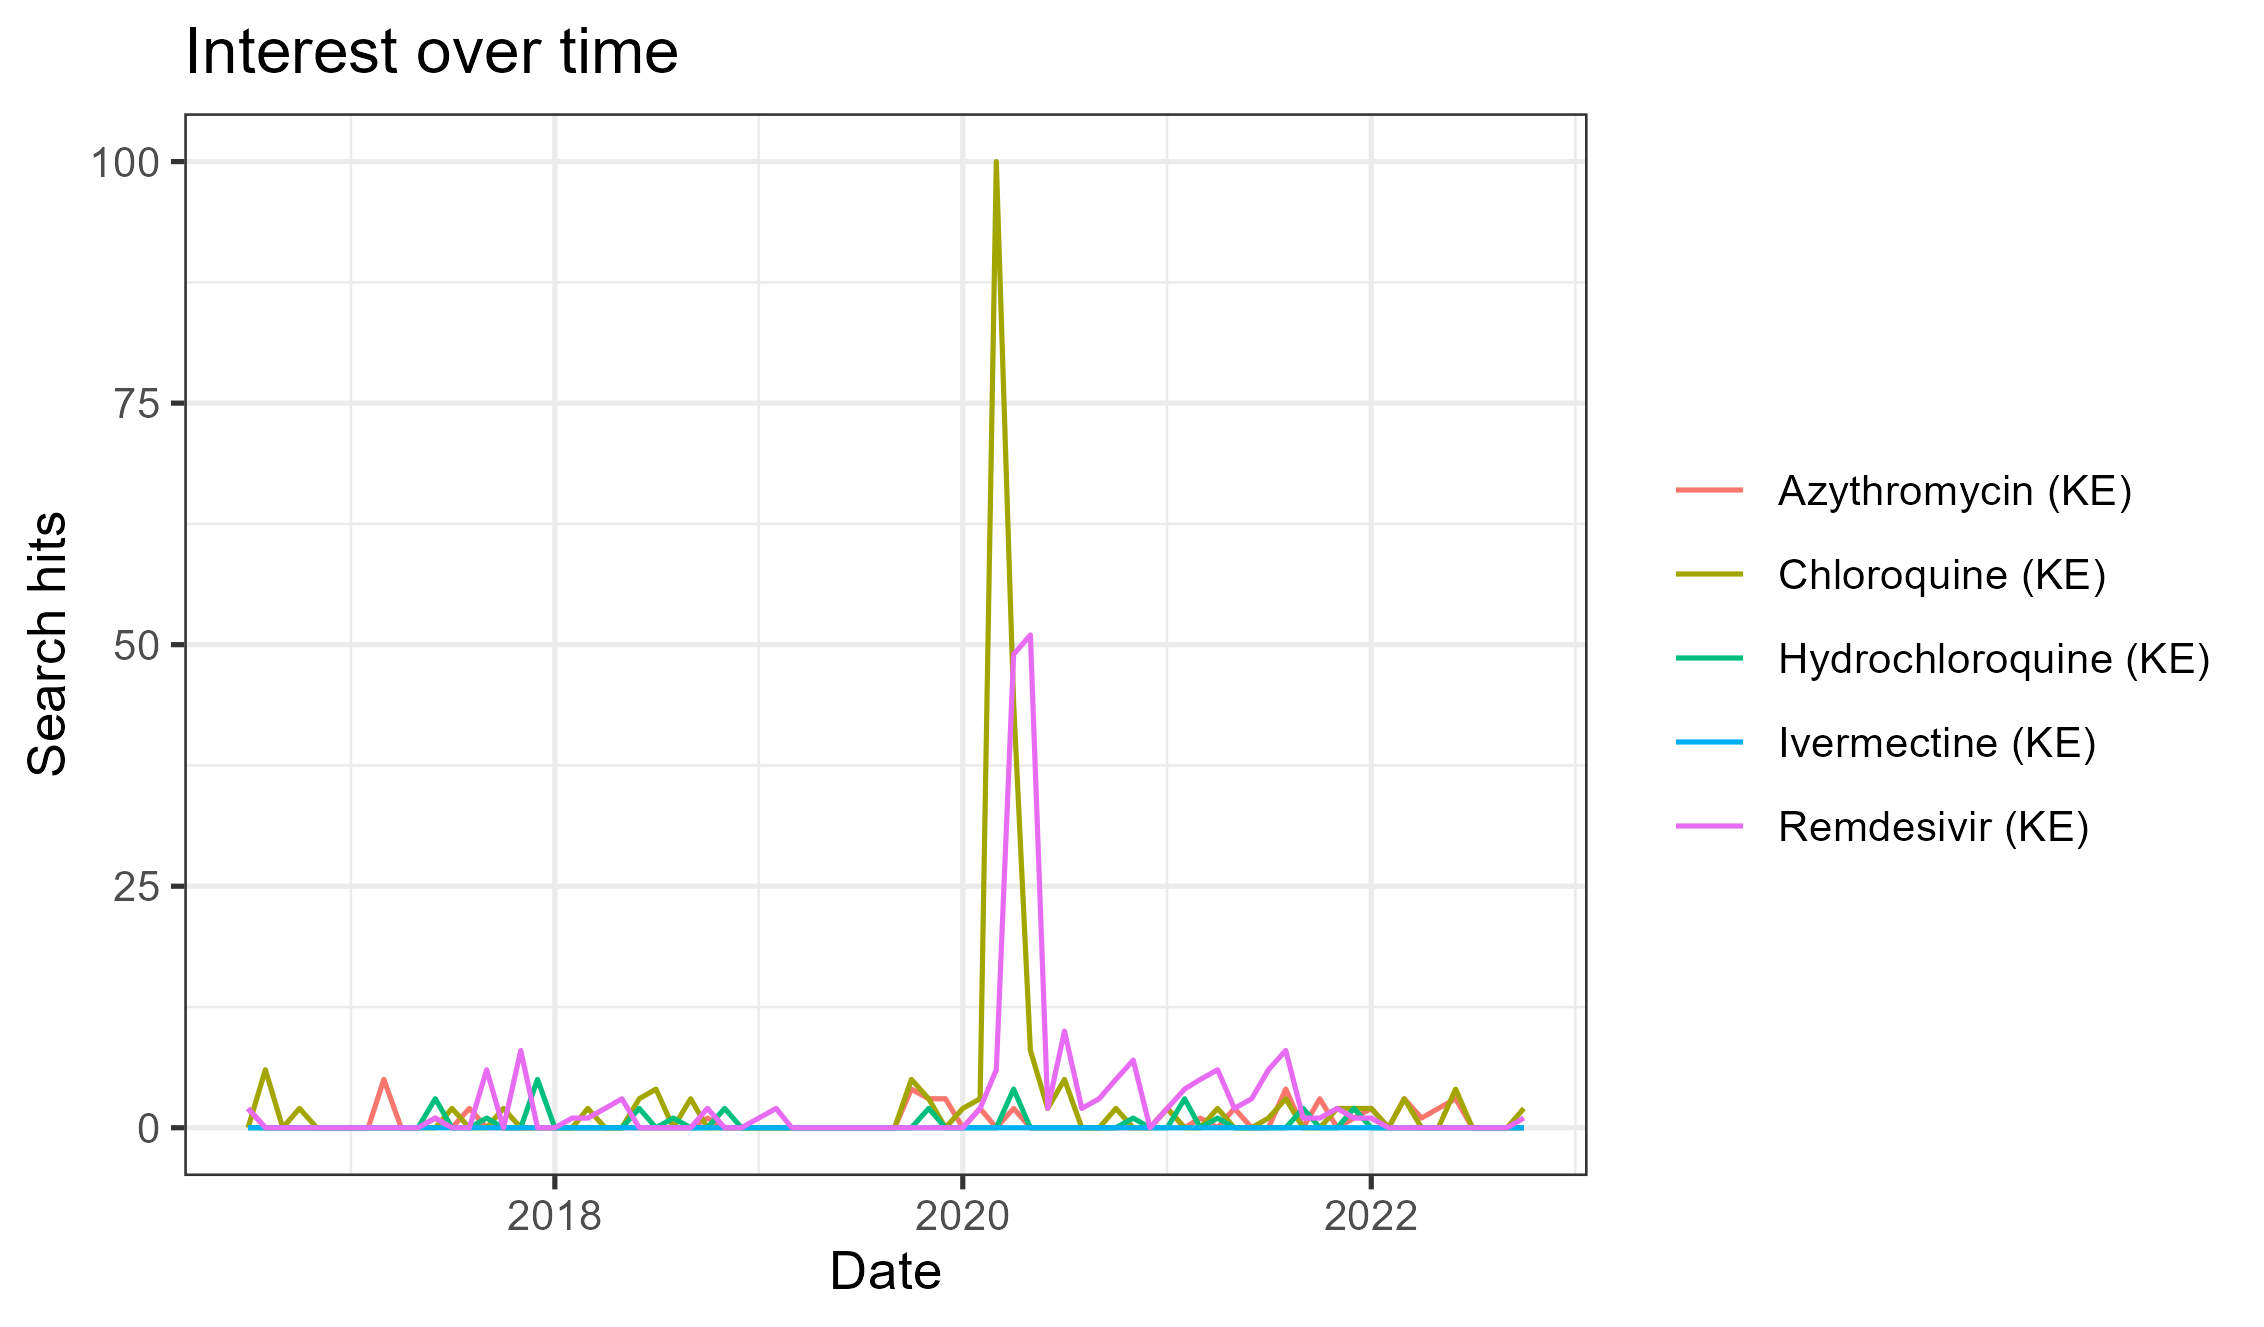 Interest over time
100
75
50
25
0
Search hits
2018
2020
2022
Date
Azythromycin (KE)
Chloroquine (KE)
Hydrochloroquine (KE)
Ivermectine (KE)
Remdesivir (KE)